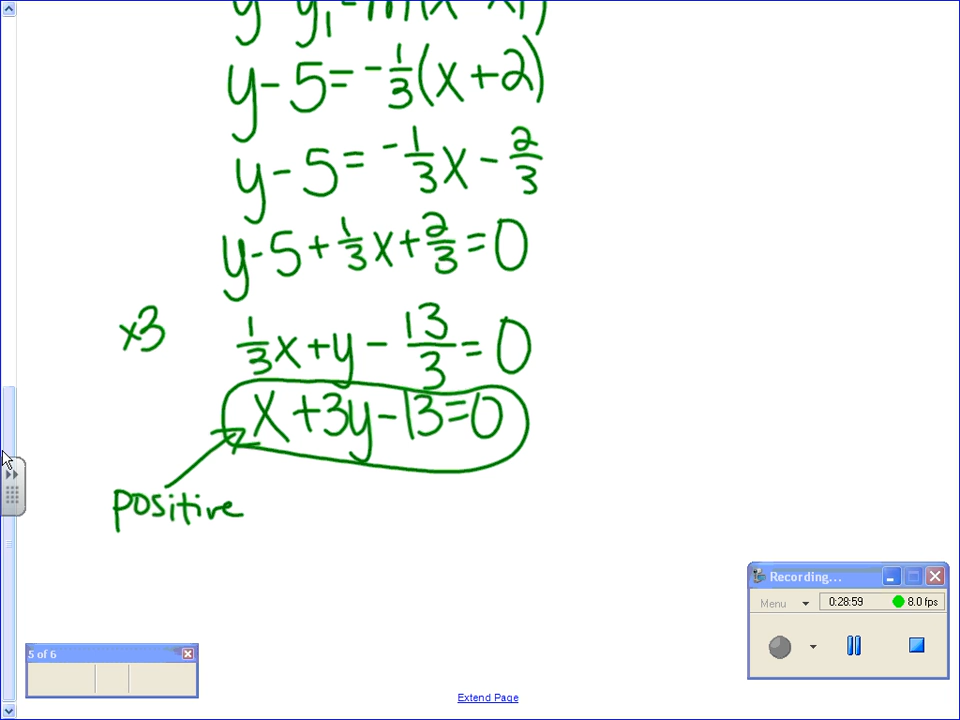 y - y₁ = m(x - x₁)
y - 5 = -1/3(x + 2)
y - 5 = -1/3x - 2/3
y - 5 + 1/3x + 2/3 = 0
x3
1/3x + y - 13/3 = 0
x + 3y - 13 = 0
positive
Recording...
Menu
0:28:59
8.0 fps
5 of 6
Extend Page